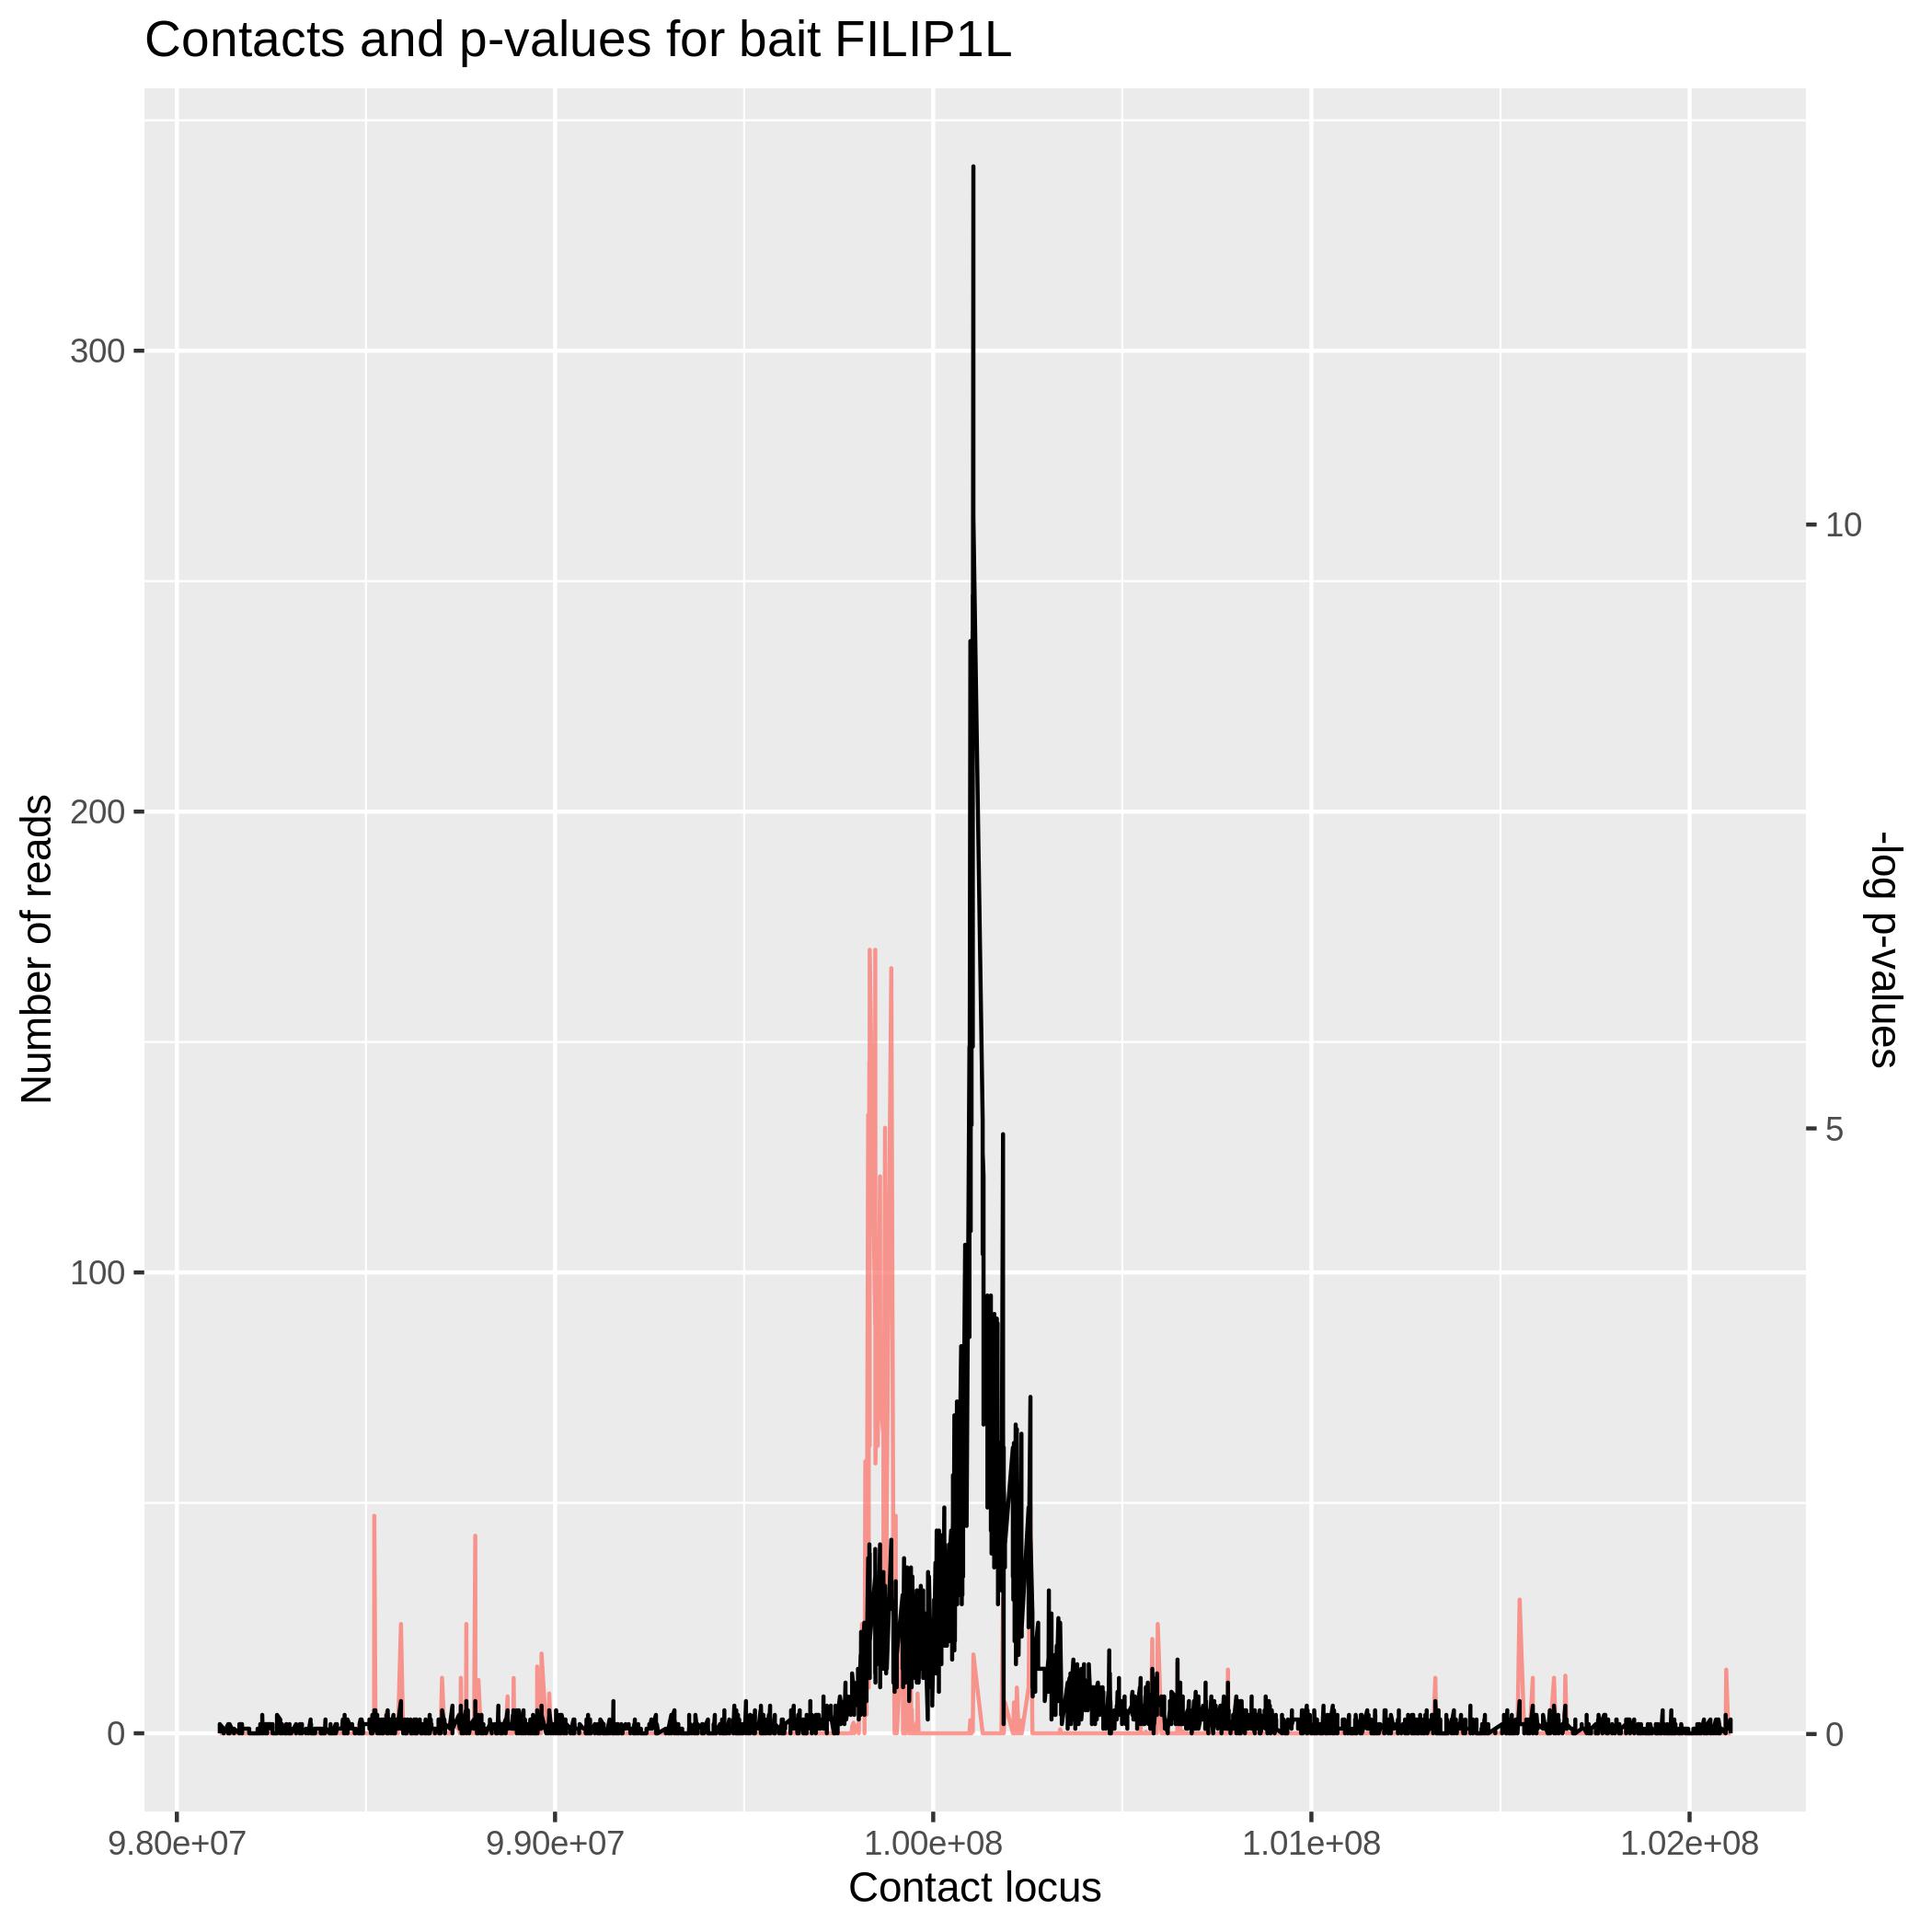 Contacts and p-values for bait FILIP1L
300
200
100
0
Number of reads
10
5
0
-log p-values
9.80e+07
9.90e+07
1.00e+08
1.01e+08
1.02e+08
Contact locus